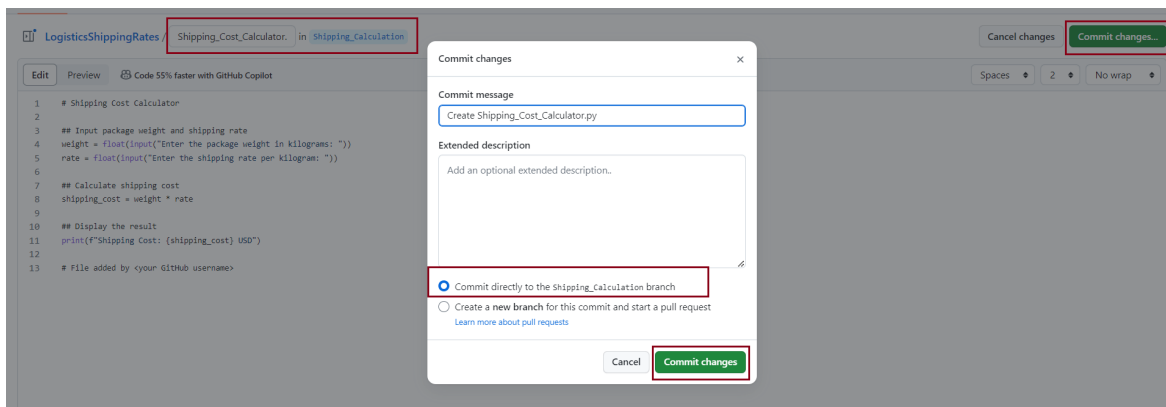 LogisticsShippingRates / Shipping_Cost_Calculator. in Shipping_Calculation
Cancel changes Commit changes...
Edit Preview Code 55% faster with GitHub Copilot
Spaces 2 No wrap
1 # Shipping Cost Calculator
2
3 ## Input package weight and shipping rate
4 weight = float(input("Enter the package weight in kilograms: "))
5 rate = float(input("Enter the shipping rate per kilogram: "))
6
7 ## Calculate shipping cost
8 shipping_cost = weight * rate
9
10 ## Display the result
11 print(f"Shipping Cost: {shipping_cost} USD")
12
13 # File added by <your GitHub username>
Commit changes
Commit message
Create Shipping_Cost_Calculator.py
Extended description
Add an optional extended description..
Commit directly to the Shipping_Calculation branch
Create a new branch for this commit and start a pull request
Learn more about pull requests
Cancel Commit changes